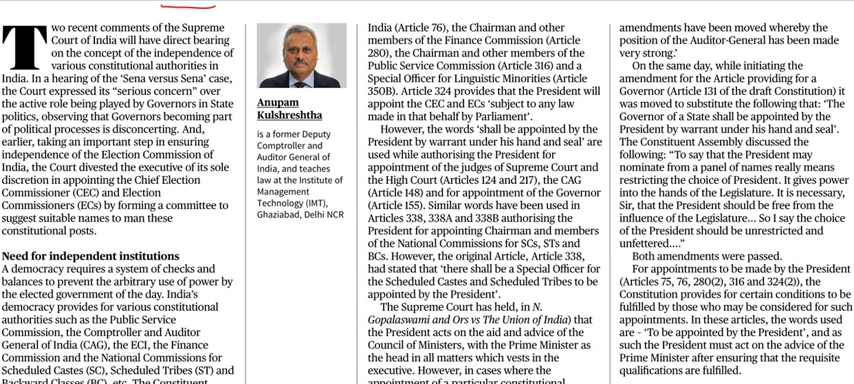 Two recent comments of the Supreme
Court of India will have direct bearing
on the concept of the independence of
various constitutional authorities in
India. In a hearing of the ‘Sena versus Sena’ case,
the Court expressed its “serious concern” over
the active role being played by Governors in State
politics, observing that Governors becoming part
of political processes is disconcerting. And,
earlier, taking an important step in ensuring
independence of the Election Commission of
India, the Court divested the executive of its sole
discretion in appointing the Chief Election
Commissioner (CEC) and Election
Commissioners (ECs) by forming a committee to
suggest suitable names to man these
constitutional posts.
Need for independent institutions
A democracy requires a system of checks and
balances to prevent the arbitrary use of power by
the elected government of the day. India’s
democracy provides for various constitutional
authorities such as the Public Service
Commission, the Comptroller and Auditor
General of India (CAG), the ECI, the Finance
Commission and the National Commissions for
Scheduled Castes (SC), Scheduled Tribes (ST) and
Backward Classes (BC), etc. The Constituent
Anupam
Kulshreshtha
is a former Deputy
Comptroller and
Auditor General of
India, and teaches
law at the Institute of
Management
Technology (IMT),
Ghaziabad, Delhi NCR
India (Article 76), the Chairman and other
members of the Finance Commission (Article
280), the Chairman and other members of the
Public Service Commission (Article 316) and a
Special Officer for Linguistic Minorities (Article
350B). Article 324 provides that the President will
appoint the CEC and ECs ‘subject to any law
made in that behalf by Parliament’.
However, the words ‘shall be appointed by the
President by warrant under his hand and seal’ are
used while authorising the President for
appointment of the judges of Supreme Court and
the High Court (Articles 124 and 217), the CAG
(Article 148) and for appointment of the Governor
(Article 155). Similar words have been used in
Articles 338, 338A and 338B authorising the
President for appointing Chairman and members
of the National Commissions for SCs, STs and
BCs. However, the original Article, Article 338,
had stated that ‘there shall be a Special Officer for
the Scheduled Castes and Scheduled Tribes to be
appointed by the President’.
The Supreme Court has held, in N.
Gopalaswami and Ors vs The Union of India) that
the President acts on the aid and advice of the
Council of Ministers, with the Prime Minister as
the head in all matters which vests in the
executive. However, in cases where the
appointment of a particular constitutional
amendments have been moved whereby the
position of the Auditor-General has been made
very strong.’
On the same day, while initiating the
amendment for the Article providing for a
Governor (Article 131 of the draft Constitution) it
was moved to substitute the following that: ‘The
Governor of a State shall be appointed by the
President by warrant under his hand and seal’.
The Constituent Assembly discussed the
following: “To say that the President may
nominate from a panel of names really means
restricting the choice of President. It gives power
into the hands of the Legislature. It is necessary,
Sir, that the President should be free from the
influence of the Legislature... So I say the choice
of the President should be unrestricted and
unfettered....”
Both amendments were passed.
For appointments to be made by the President
(Articles 75, 76, 280(2), 316 and 324(2)), the
Constitution provides for certain conditions to be
fulfilled by those who may be considered for such
appointments. In these articles, the words used
are - ‘To be appointed by the President’, and as
such the President must act on the advice of the
Prime Minister after ensuring that the requisite
qualifications are fulfilled.